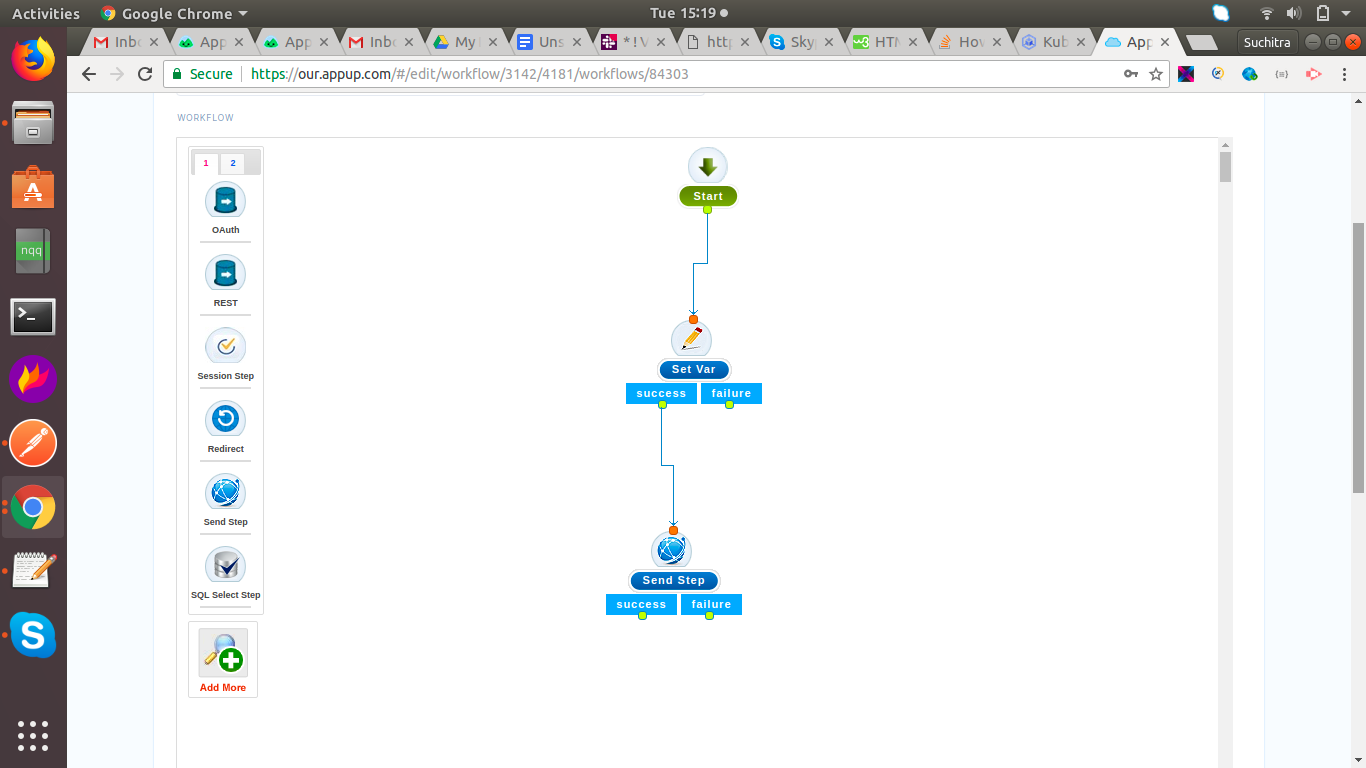 Activities Google Chrome Tue 15:19
Inbo App App Inbo My Uns *!V http Skyp HTM How Kub App Suchitra
Secure https://our.appup.com/#/edit/workflow/3142/4181/workflows/84303
WORKFLOW
1 2
OAuth
REST
Session Step
Redirect
Send Step
SQL Select Step
Add More
Start
Set Var
success failure
Send Step
success failure
nqq